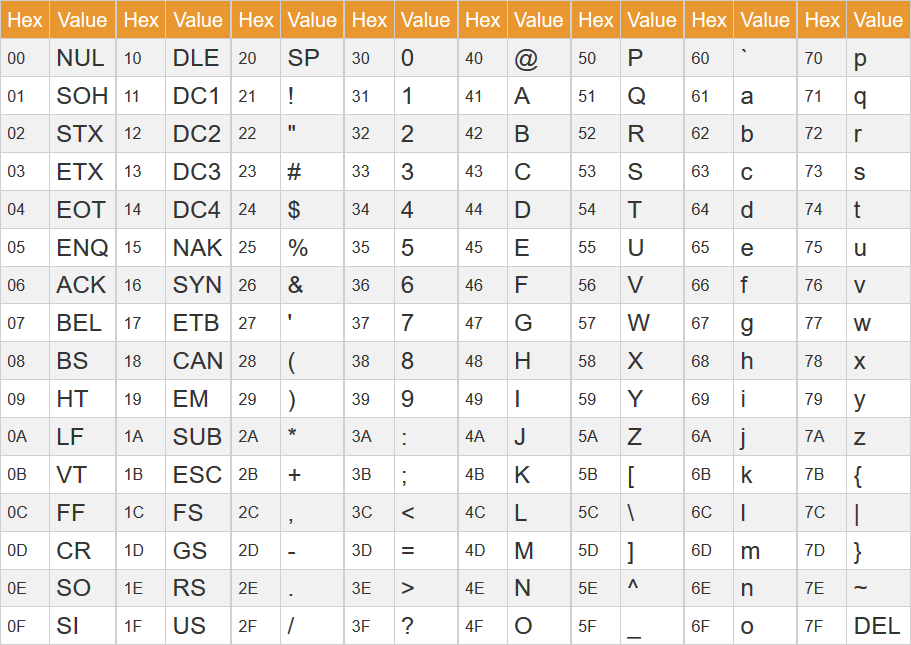 Hex Value Hex Value Hex Value Hex Value Hex Value Hex Value Hex Value Hex Value
00 NUL 10 DLE 20 SP 30 0 40 @ 50 P 60 ` 70 p
01 SOH 11 DC1 21 ! 31 1 41 A 51 Q 61 a 71 q
02 STX 12 DC2 22 " 32 2 42 B 52 R 62 b 72 r
03 ETX 13 DC3 23 # 33 3 43 C 53 S 63 c 73 s
04 EOT 14 DC4 24 $ 34 4 44 D 54 T 64 d 74 t
05 ENQ 15 NAK 25 % 35 5 45 E 55 U 65 e 75 u
06 ACK 16 SYN 26 & 36 6 46 F 56 V 66 f 76 v
07 BEL 17 ETB 27 ' 37 7 47 G 57 W 67 g 77 w
08 BS 18 CAN 28 ( 38 8 48 H 58 X 68 h 78 x
09 HT 19 EM 29 ) 39 9 49 I 59 Y 69 i 79 y
0A LF 1A SUB 2A * 3A : 4A J 5A Z 6A j 7A z
0B VT 1B ESC 2B + 3B ; 4B K 5B [ 6B k 7B {
0C FF 1C FS 2C , 3C < 4C L 5C \ 6C l 7C |
0D CR 1D GS 2D - 3D = 4D M 5D ] 6D m 7D }
0E SO 1E RS 2E . 3E > 4E N 5E ^ 6E n 7E ~
0F SI 1F US 2F / 3F ? 4F O 5F _ 6F o 7F DEL